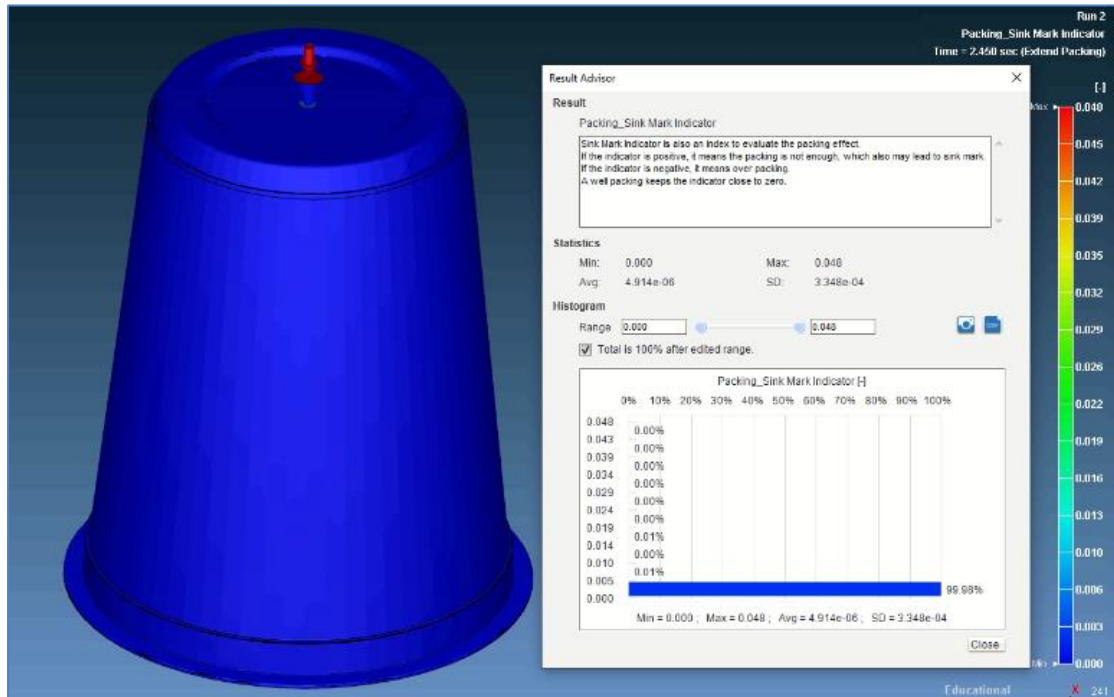 Run 2
Packing_Sink Mark Indicator
Time = 2.450 sec (Extend Packing)
[-]
Max
0.048
0.045
0.042
0.039
0.035
0.032
0.029
0.026
0.022
0.019
0.016
0.013
0.010
0.006
0.003
Min
0.000
Result Advisor
Result
Packing_Sink Mark Indicator
Sink Mark Indicator is also an index to evaluate the packing effect.
If the indicator is positive, it means the packing is not enough, which also may lead to sink mark.
If the indicator is negative, it means over packing.
A well packing keeps the indicator close to zero.
Statistics
Min: 0.000 Max: 0.048
Avg: 4.914e-06 SD: 3.348e-04
Histogram
Range 0.000 0.048
Total is 100% after edited range.
Packing_Sink Mark Indicator [-]
0% 10% 20% 30% 40% 50% 60% 70% 80% 90% 100%
0.048
0.00%
0.043
0.00%
0.039
0.00%
0.034
0.00%
0.029
0.00%
0.024
0.00%
0.019
0.01%
0.014
0.00%
0.010
0.01%
0.005
99.98%
0.000
Min = 0.000 ; Max = 0.048 ; Avg = 4.914e-06 ; SD = 3.348e-04
Close
Educational
X 241